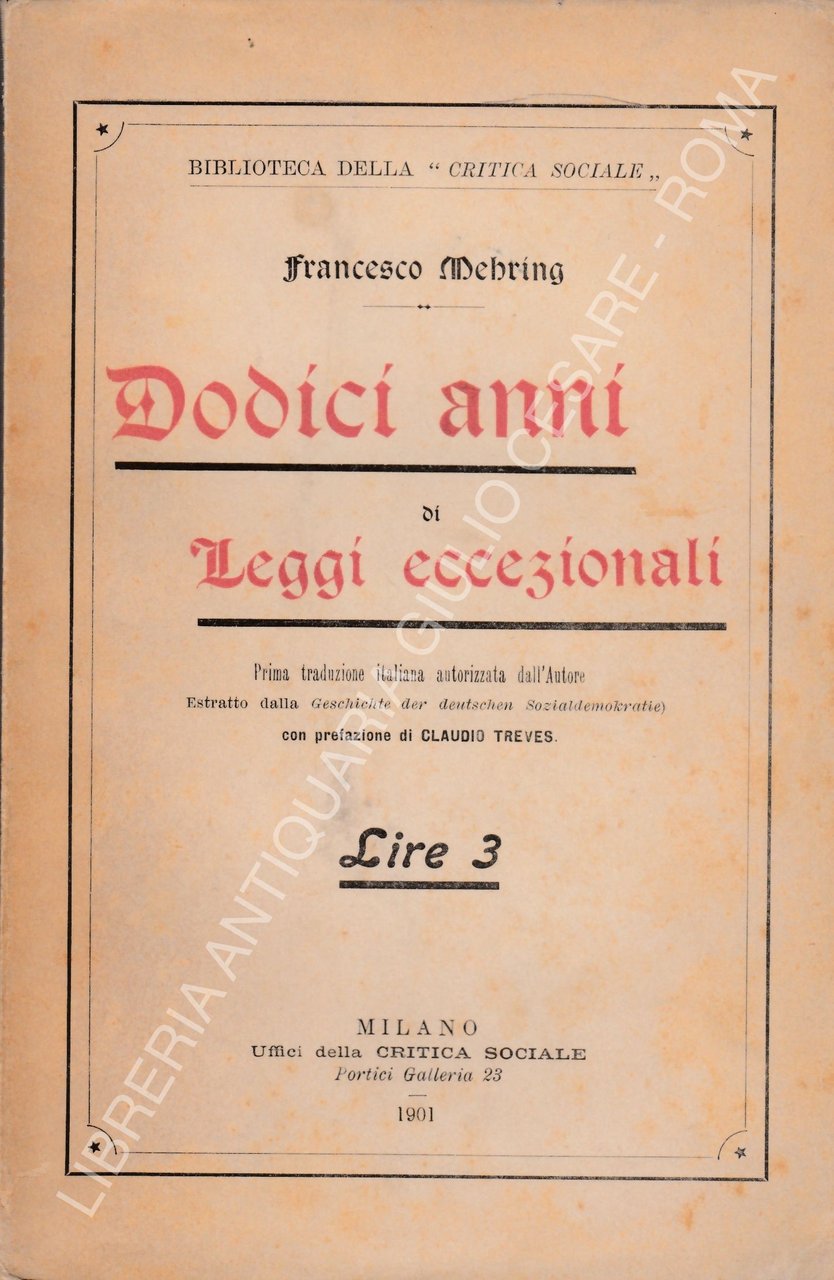 BIBLIOTECA DELLA “ CRITICA SOCIALE „
Francesco Mehring
Dodici anni
di
Leggi eccezionali
Prima traduzione italiana autorizzata dall'Autore
Estratto dalla Geschichte der deutschen Sozialdemokratie)
con prefazione di CLAUDIO TREVES.
Lire 3
MILANO
Uffici della CRITICA SOCIALE
Portici Galleria 23
1901
LIBRERIA ANTIQUARIA GIULIO CESARE - ROMA